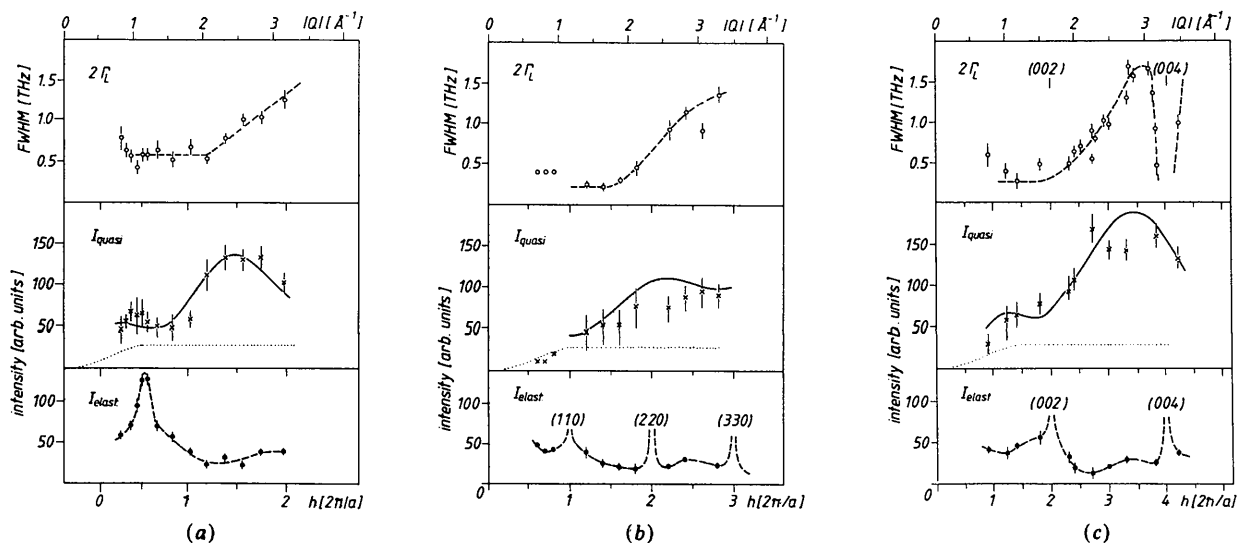 0 1 2 |Q| [Å⁻¹]
(a)
2Γ_L
FWHM [THz]
1.5
1.0
0.5
I_quasi
150
100
50
intensity [arb. units]
I_elast
100
50
0 1 2 h[2π/a]
(a)
0 1 2 3 |Q| [Å⁻¹]
(b)
2Γ_L
FWHM [THz]
1.5
1.0
0.5
I_quasi
150
100
50
intensity [arb. units]
I_elast
(110) (220) (330)
100
50
0 1 2 3 h[2π/a]
(b)
0 1 2 3 |Q| [Å⁻¹]
(c)
2Γ_L
(002) (004)
FWHM [THz]
1.5
1.0
0.5
I_quasi
150
100
50
intensity [arb. units]
I_elast
(002) (004)
100
50
0 1 2 3 4 h[2π/a]
(c)